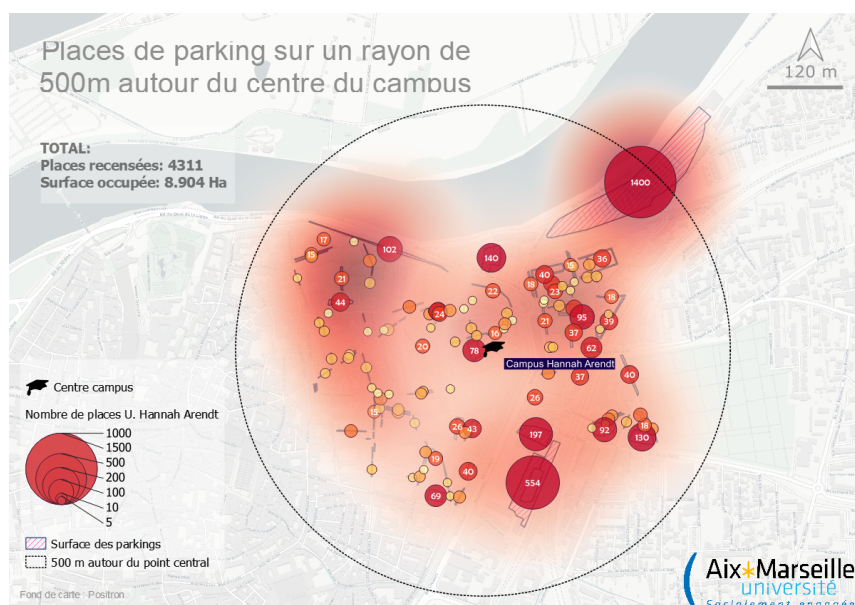 Places de parking sur un rayon de
500m autour du centre du campus
120 m
TOTAL:
Places recensées: 4311
Surface occupée: 8.904 Ha
1400
17
15
102
140
36
15
40
21
18
23
22
18
44
24
95
21
39
16
37
20
78
62
Campus Hannah Arendt
37
40
26
15
26
43
197
92
18
130
19
40
554
69
Centre campus
Nombre de places U. Hannah Arendt
1000
1500
500
200
100
10
5
Surface des parkings
500 m autour du point central
Fond de carte : Positron
Aix*Marseille
université
Socialement engagée